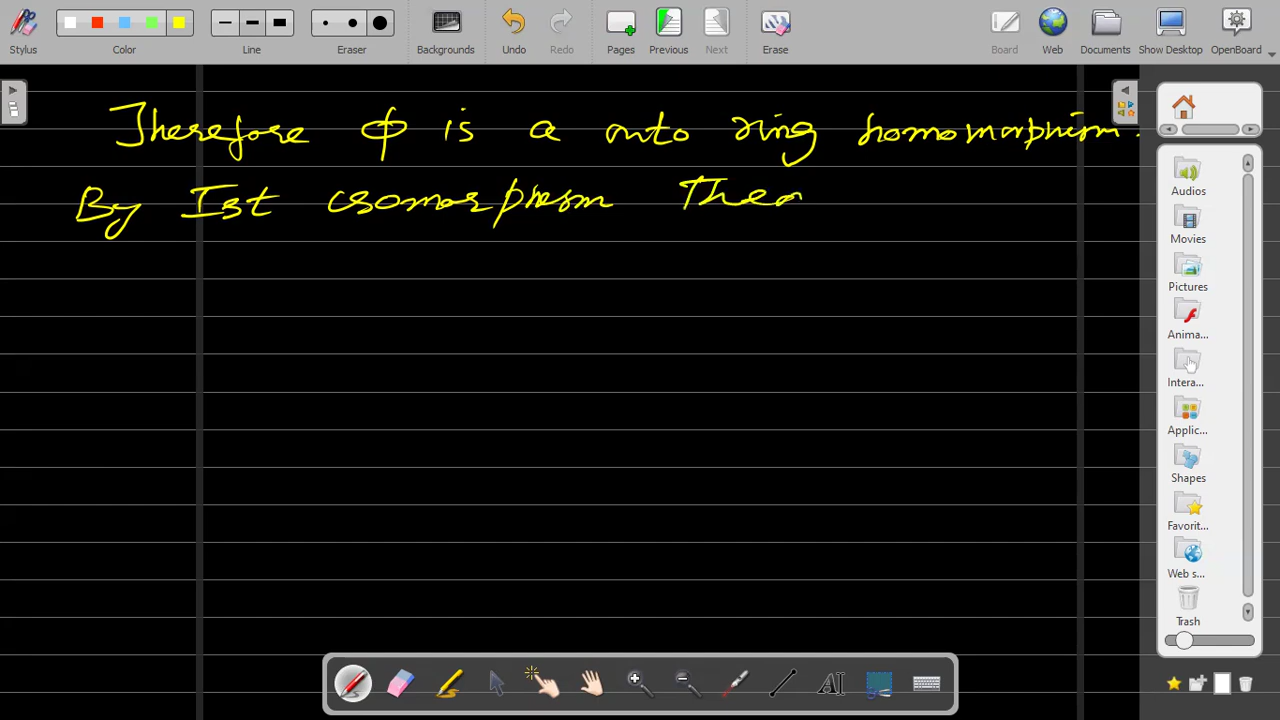 Stylus Color Line Eraser Backgrounds Undo Redo Pages Previous Next Erase Board Web Documents Show Desktop OpenBoard
Therefore ϕ is a onto ring homomorphism.
By Ist isomorphism Theo
Audios
Movies
Pictures
Anima...
Intera...
Applic...
Shapes
Favorit...
Web s...
Trash
AI